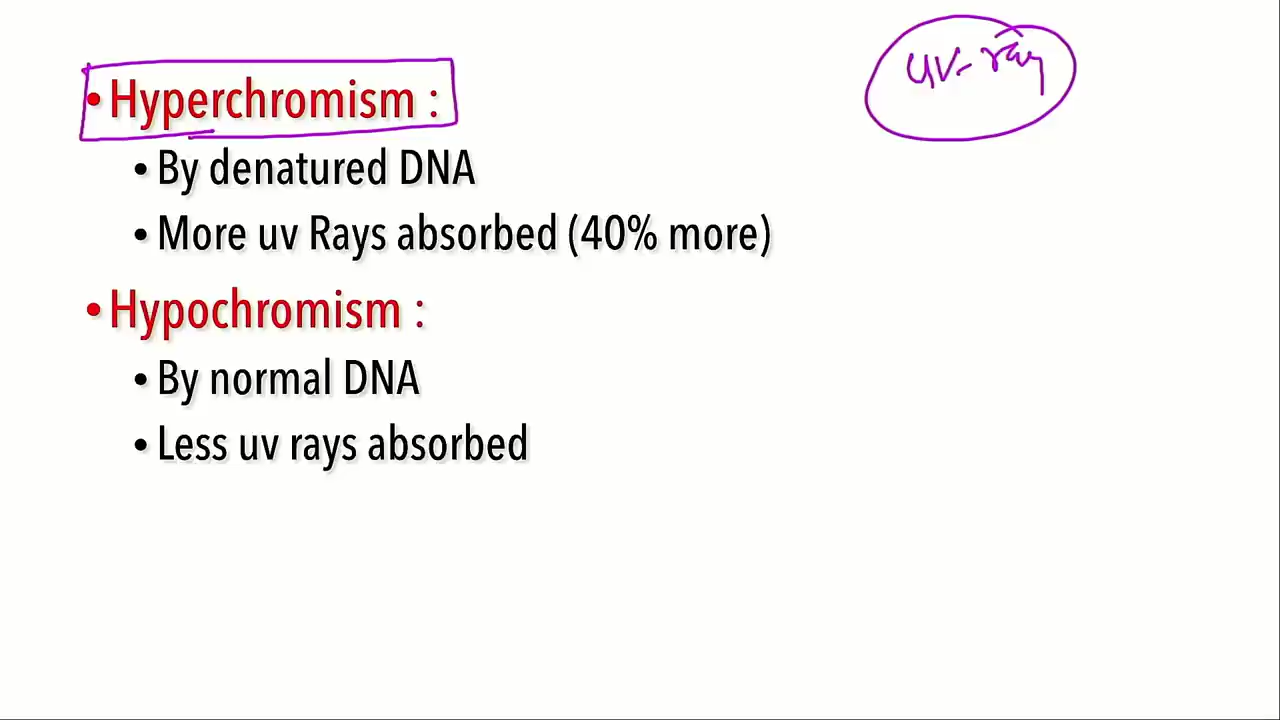 uv-ray
• Hyperchromism :
• By denatured DNA
• More uv Rays absorbed (40% more)
• Hypochromism :
• By normal DNA
• Less uv rays absorbed